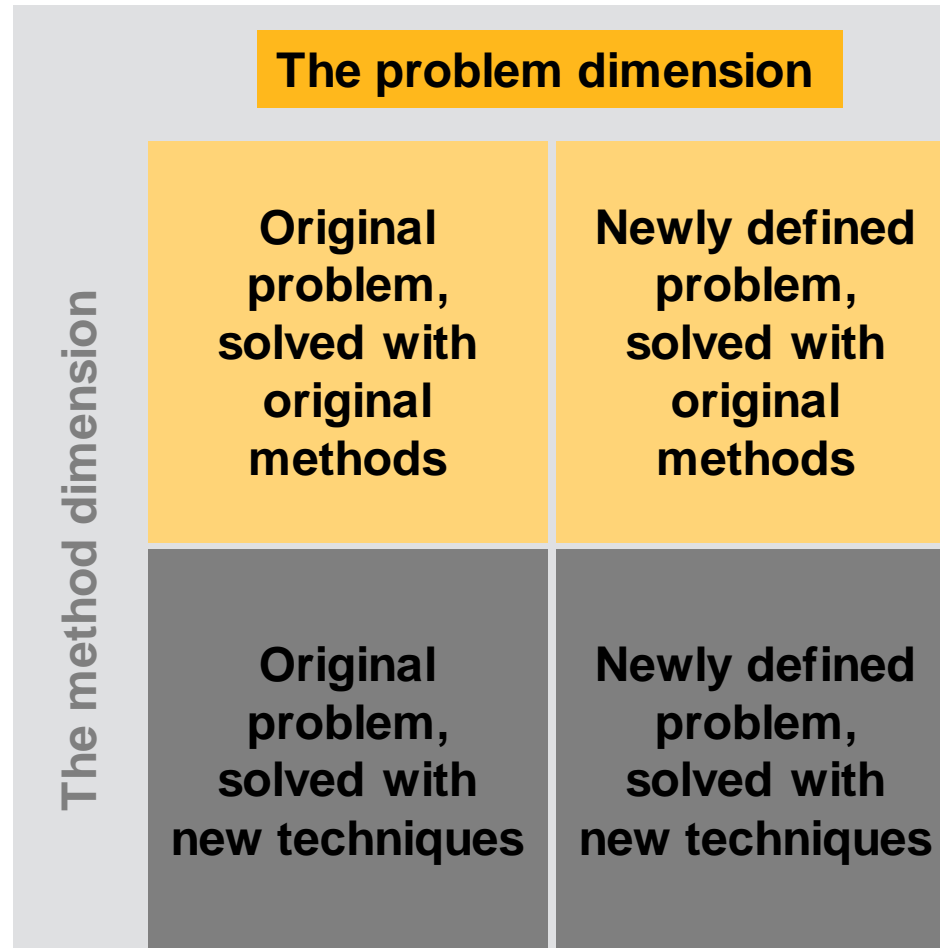 The problem dimension
The method dimension
Original
problem,
solved with
original
methods
Newly defined
problem,
solved with
original
methods
Original
problem,
solved with
new techniques
Newly defined
problem,
solved with
new techniques